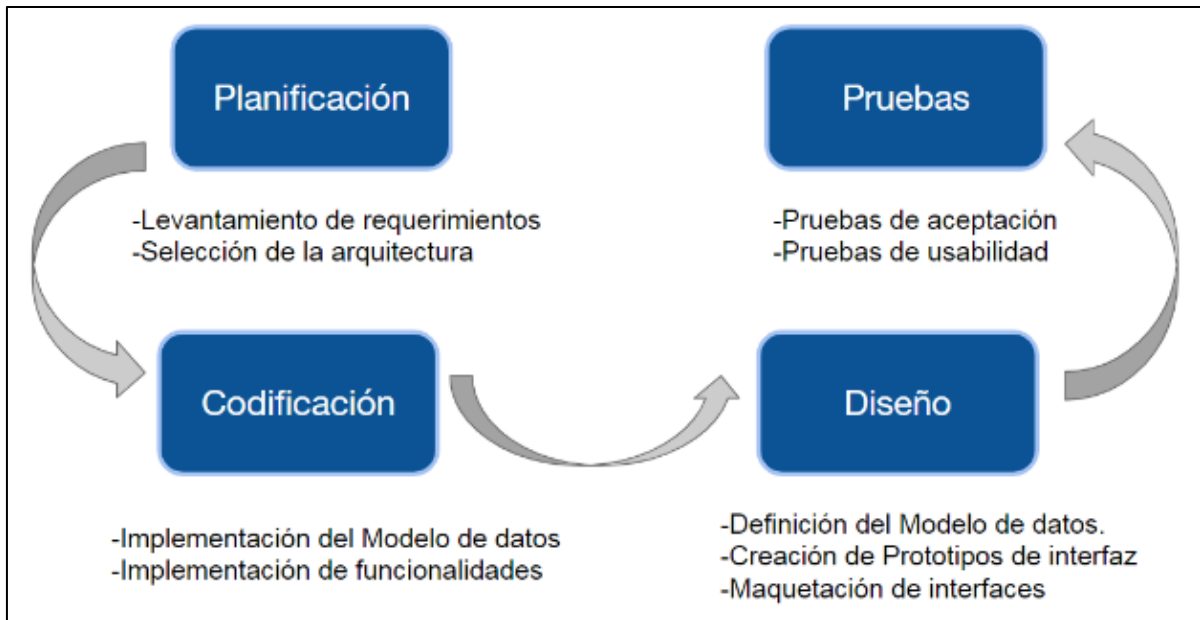 Planificación
-Levantamiento de requerimientos
-Selección de la arquitectura
Codificación
-Implementación del Modelo de datos
-Implementación de funcionalidades
Diseño
-Definición del Modelo de datos.
-Creación de Prototipos de interfaz
-Maquetación de interfaces
Pruebas
-Pruebas de aceptación
-Pruebas de usabilidad